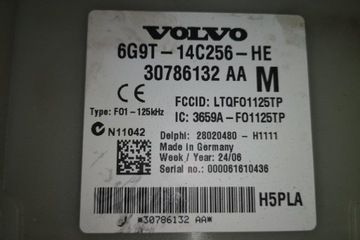 VOLVO
6G9T-14C256-HE
30786132 AA M
FCCID: LTQFO1125TP
Type: FO1-125kHz
IC: 3659A-FO1125TP
N11042
Delphi: 28020480 -H1111
Made in Germany
Week / Year: 24/06
Serial no.: 000061610436
H5PLA
*30786132 AA*